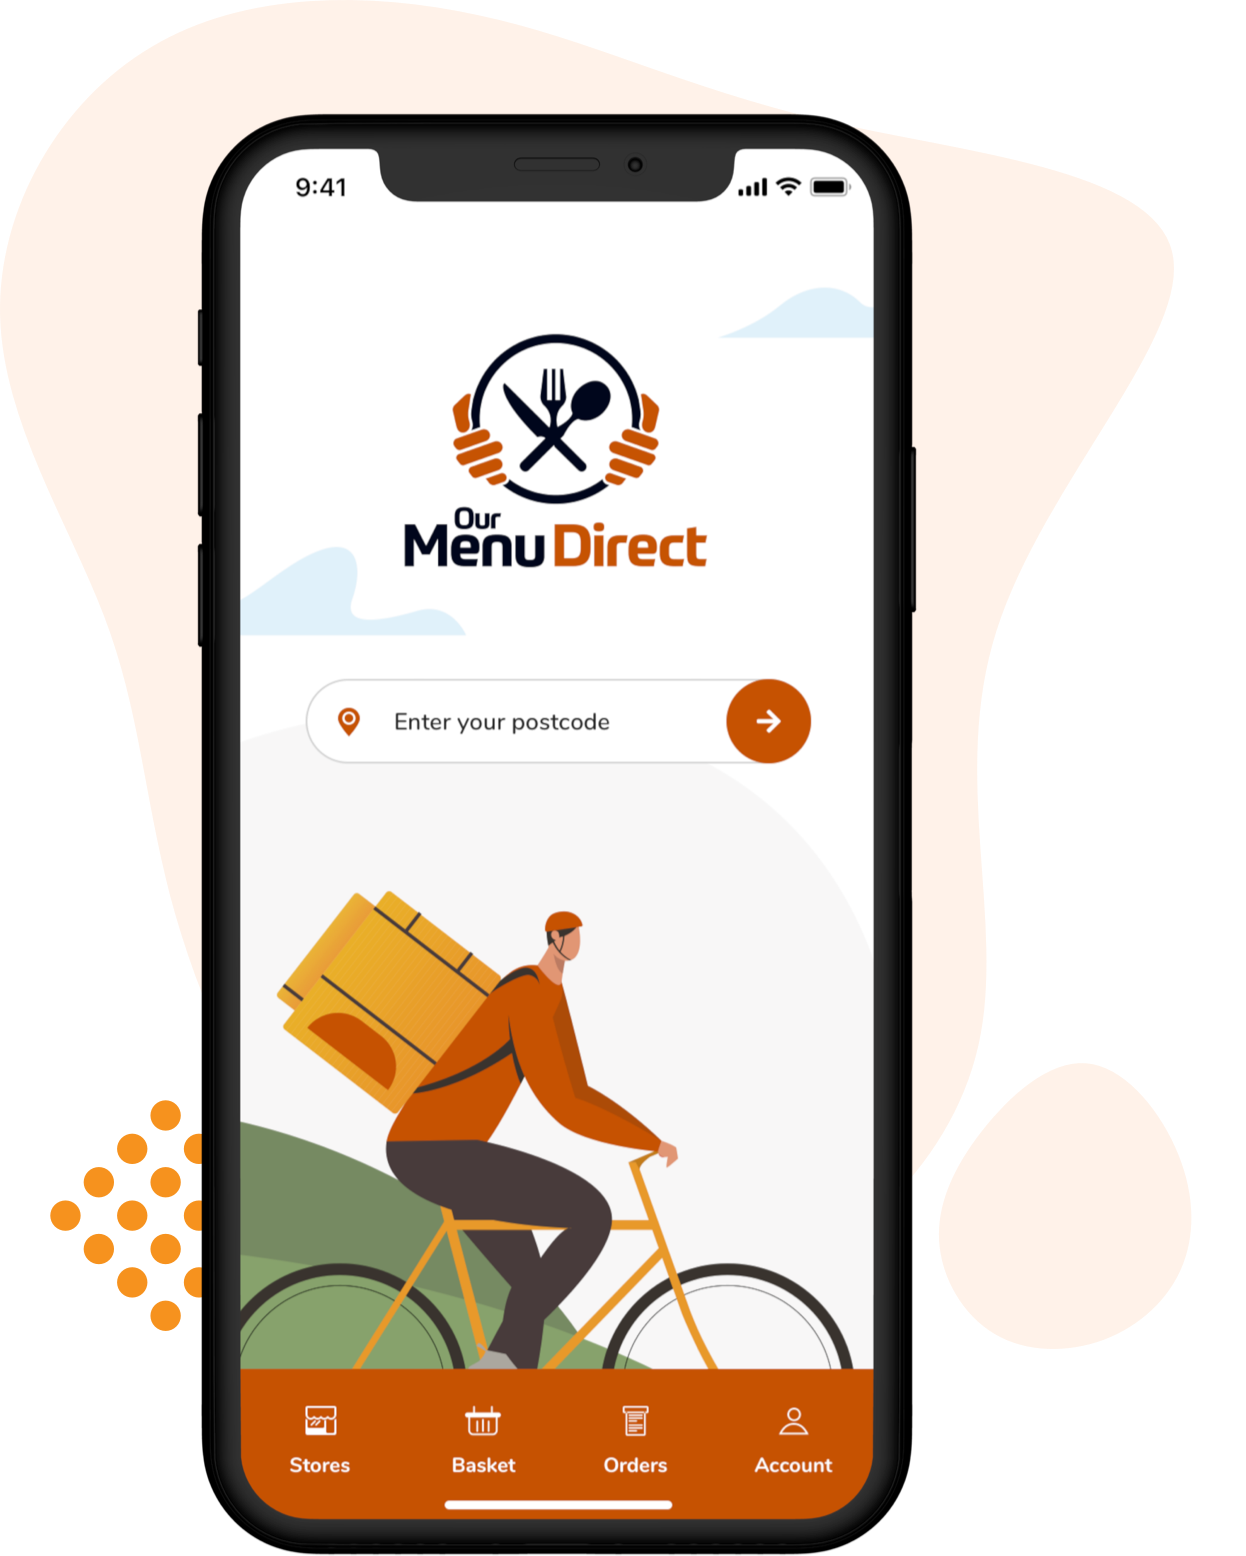 9:41
Our
Menu Direct
Enter your postcode
Stores
Basket
Orders
Account